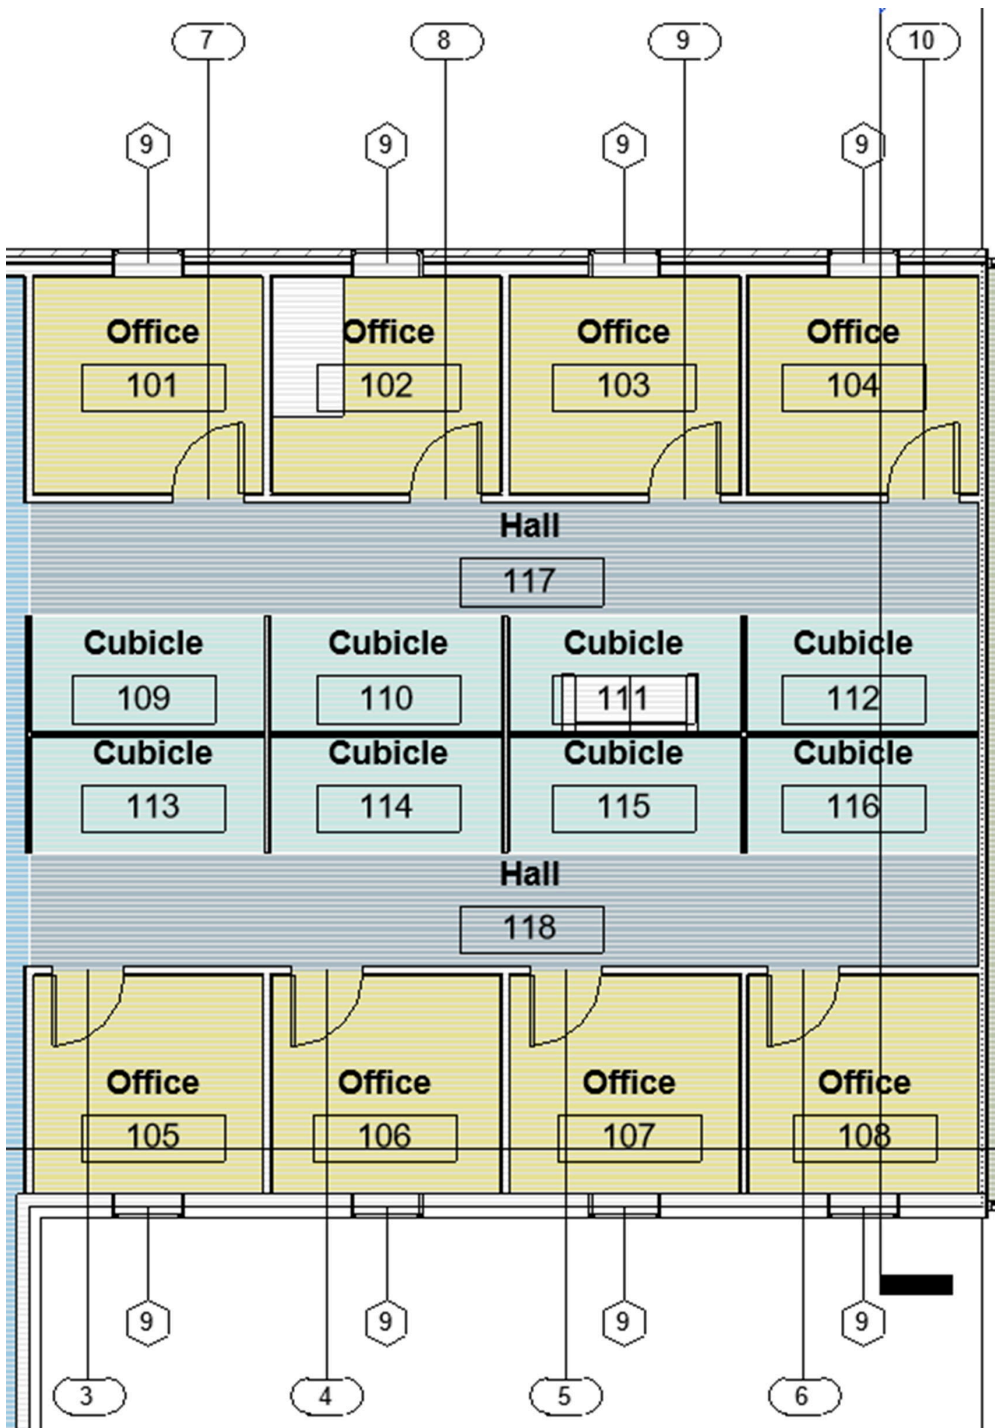 7 8 9 10
9 9 9 9
Office Office Office Office
101 102 103 104
Hall
117
Cubicle Cubicle Cubicle Cubicle
109 110 111 112
Cubicle Cubicle Cubicle Cubicle
113 114 115 116
Hall
118
Office Office Office Office
105 106 107 108
9 9 9 9
3 4 5 6